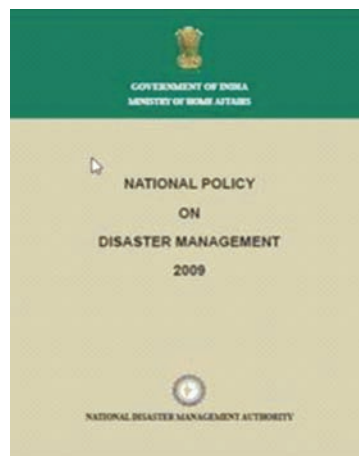 GOVERNMENT OF INDIA
MINISTRY OF HOME AFFAIRS
NATIONAL POLICY
ON
DISASTER MANAGEMENT
2009
NATIONAL DISASTER MANAGEMENT AUTHORITY